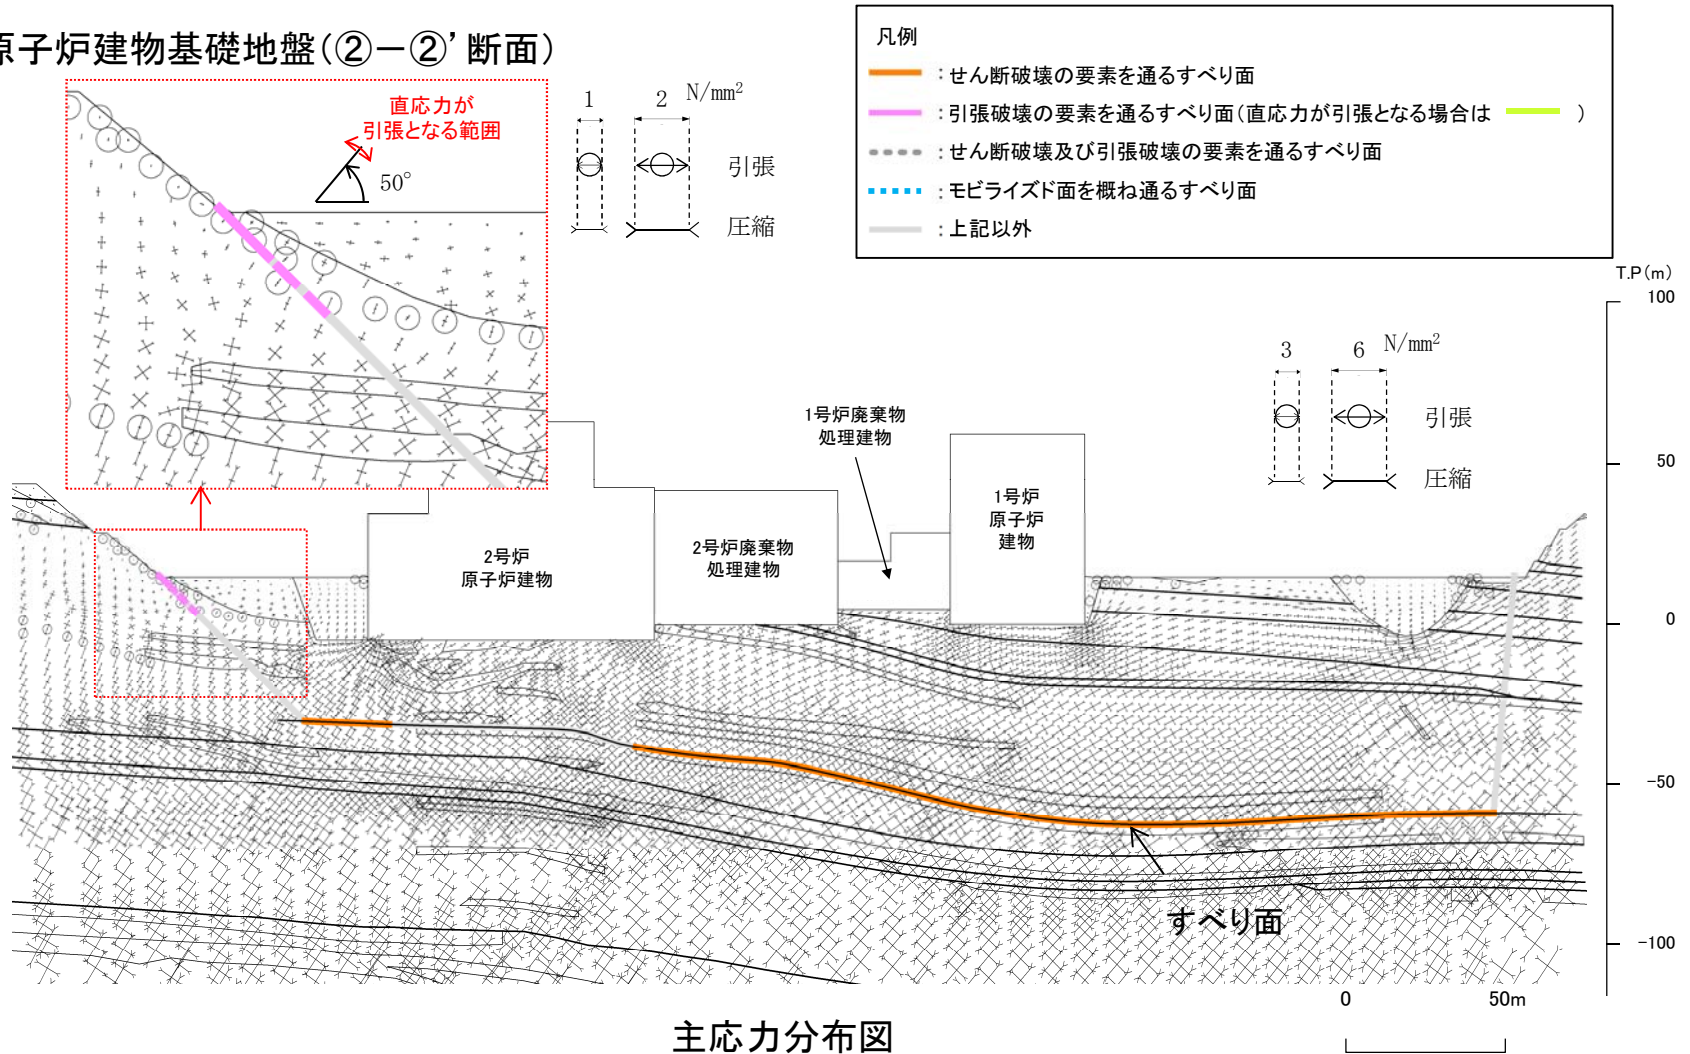 原子炉建物基礎地盤(②－②’断面)
直応力が
引張となる範囲
50°
1 2 N/mm²
引張
圧縮
凡例
：せん断破壊の要素を通るすべり面
：引張破壊の要素を通るすべり面(直応力が引張となる場合は )
：せん断破壊及び引張破壊の要素を通るすべり面
：モビライズド面を概ね通るすべり面
：上記以外
T.P(m)
100
50
0
-50
-100
3 6 N/mm²
引張
圧縮
1号炉廃棄物
処理建物
1号炉
原子炉
建物
2号炉
原子炉建物
2号炉廃棄物
処理建物
すべり面
0 50m
主応力分布図